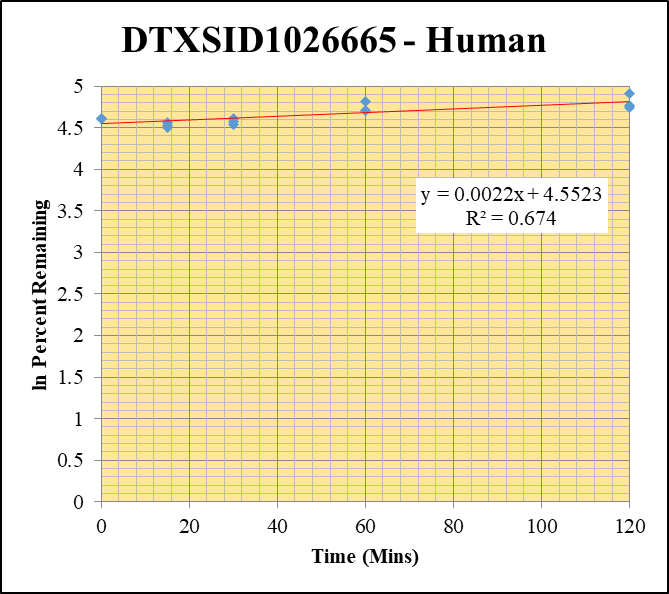 DTXSID1026665 - Human
5
4.5
4
3.5
3
2.5
2
1.5
1
0.5
0
ln Percent Remaining
y = 0.0022x + 4.5523
R² = 0.674
0 20 40 60 80 100 120
Time (Mins)